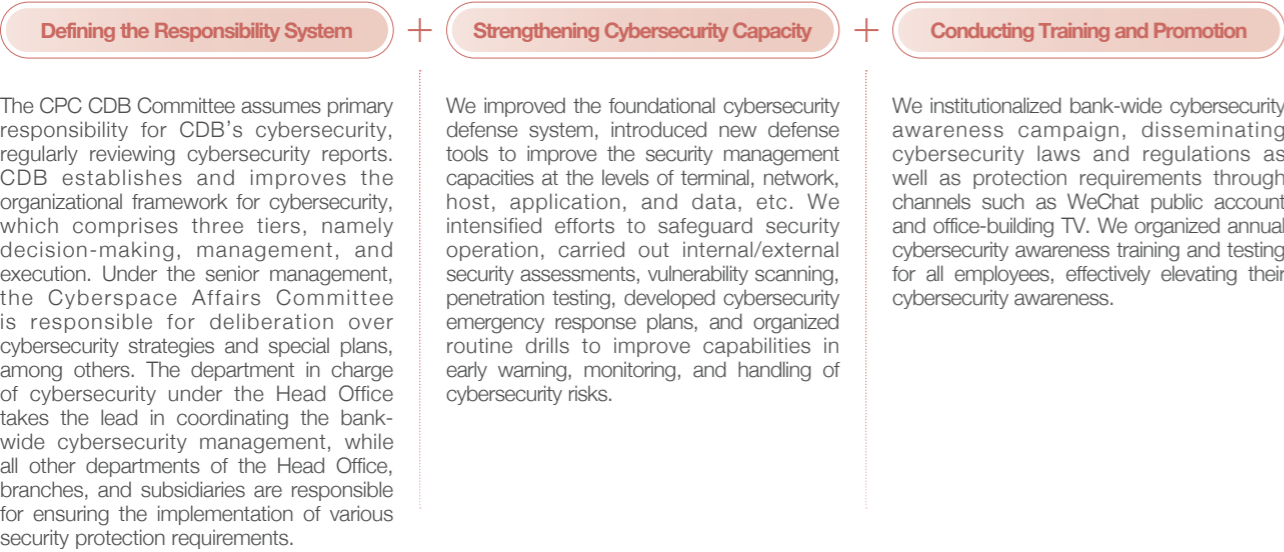 Defining the Responsibility System
+
Strengthening Cybersecurity Capacity
+
Conducting Training and Promotion
The CPC CDB Committee assumes primary
responsibility for CDB's cybersecurity,
regularly reviewing cybersecurity reports.
CDB establishes and improves the
organizational framework for cybersecurity,
which comprises three tiers, namely
decision-making, management, and
execution. Under the senior management,
the Cyberspace Affairs Committee
is responsible for deliberation over
cybersecurity strategies and special plans,
among others. The department in charge
of cybersecurity under the Head Office
takes the lead in coordinating the bank-
wide cybersecurity management, while
all other departments of the Head Office,
branches, and subsidiaries are responsible
for ensuring the implementation of various
security protection requirements.
We improved the foundational cybersecurity
defense system, introduced new defense
tools to improve the security management
capacities at the levels of terminal, network,
host, application, and data, etc. We
intensified efforts to safeguard security
operation, carried out internal/external
security assessments, vulnerability scanning,
penetration testing, developed cybersecurity
emergency response plans, and organized
routine drills to improve capabilities in
early warning, monitoring, and handling of
cybersecurity risks.
We institutionalized bank-wide cybersecurity
awareness campaign, disseminating
cybersecurity laws and regulations as
well as protection requirements through
channels such as WeChat public account
and office-building TV. We organized annual
cybersecurity awareness training and testing
for all employees, effectively elevating their
cybersecurity awareness.